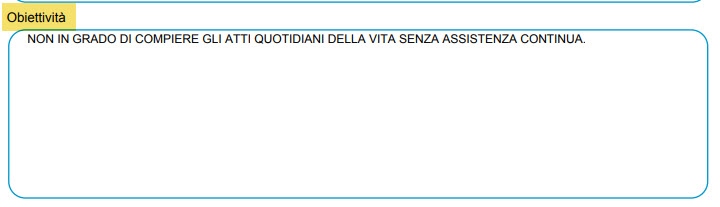 Obiettività
NON IN GRADO DI COMPIERE GLI ATTI QUOTIDIANI DELLA VITA SENZA ASSISTENZA CONTINUA.